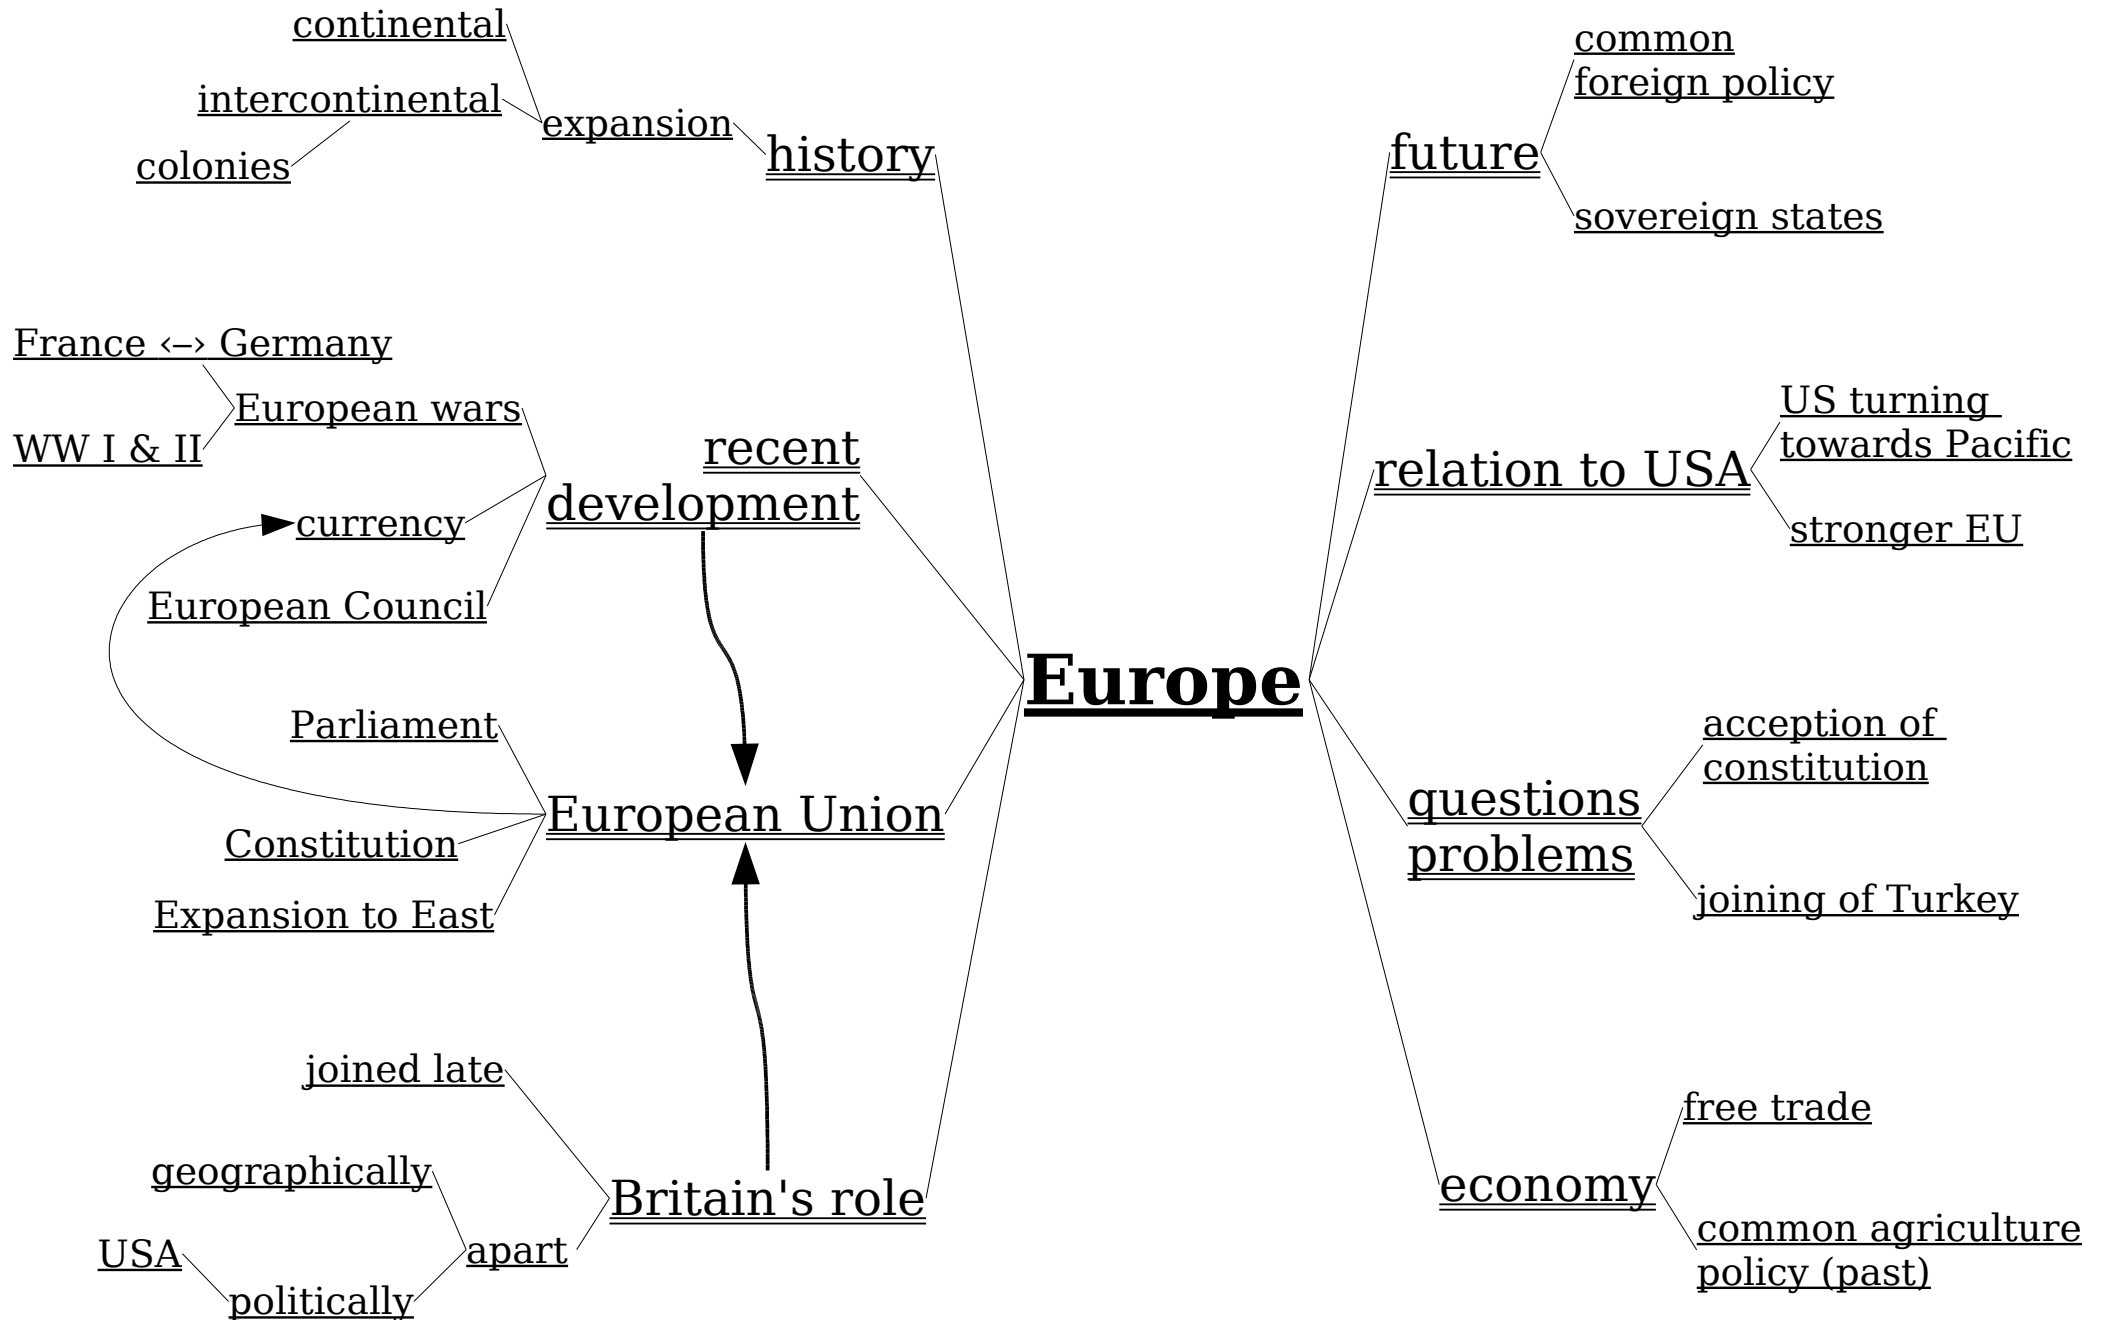 continental
intercontinental
colonies
expansion
history
France ‹–› Germany
European wars
WW I & II
recent
development
currency
European Council
Parliament
European Union
Constitution
Expansion to East
joined late
geographically
Britain's role
apart
USA
politically
Europe
common
foreign policy
future
sovereign states
US turning
towards Pacific
relation to USA
stronger EU
acception of
constitution
questions
problems
joining of Turkey
free trade
economy
common agriculture
policy (past)